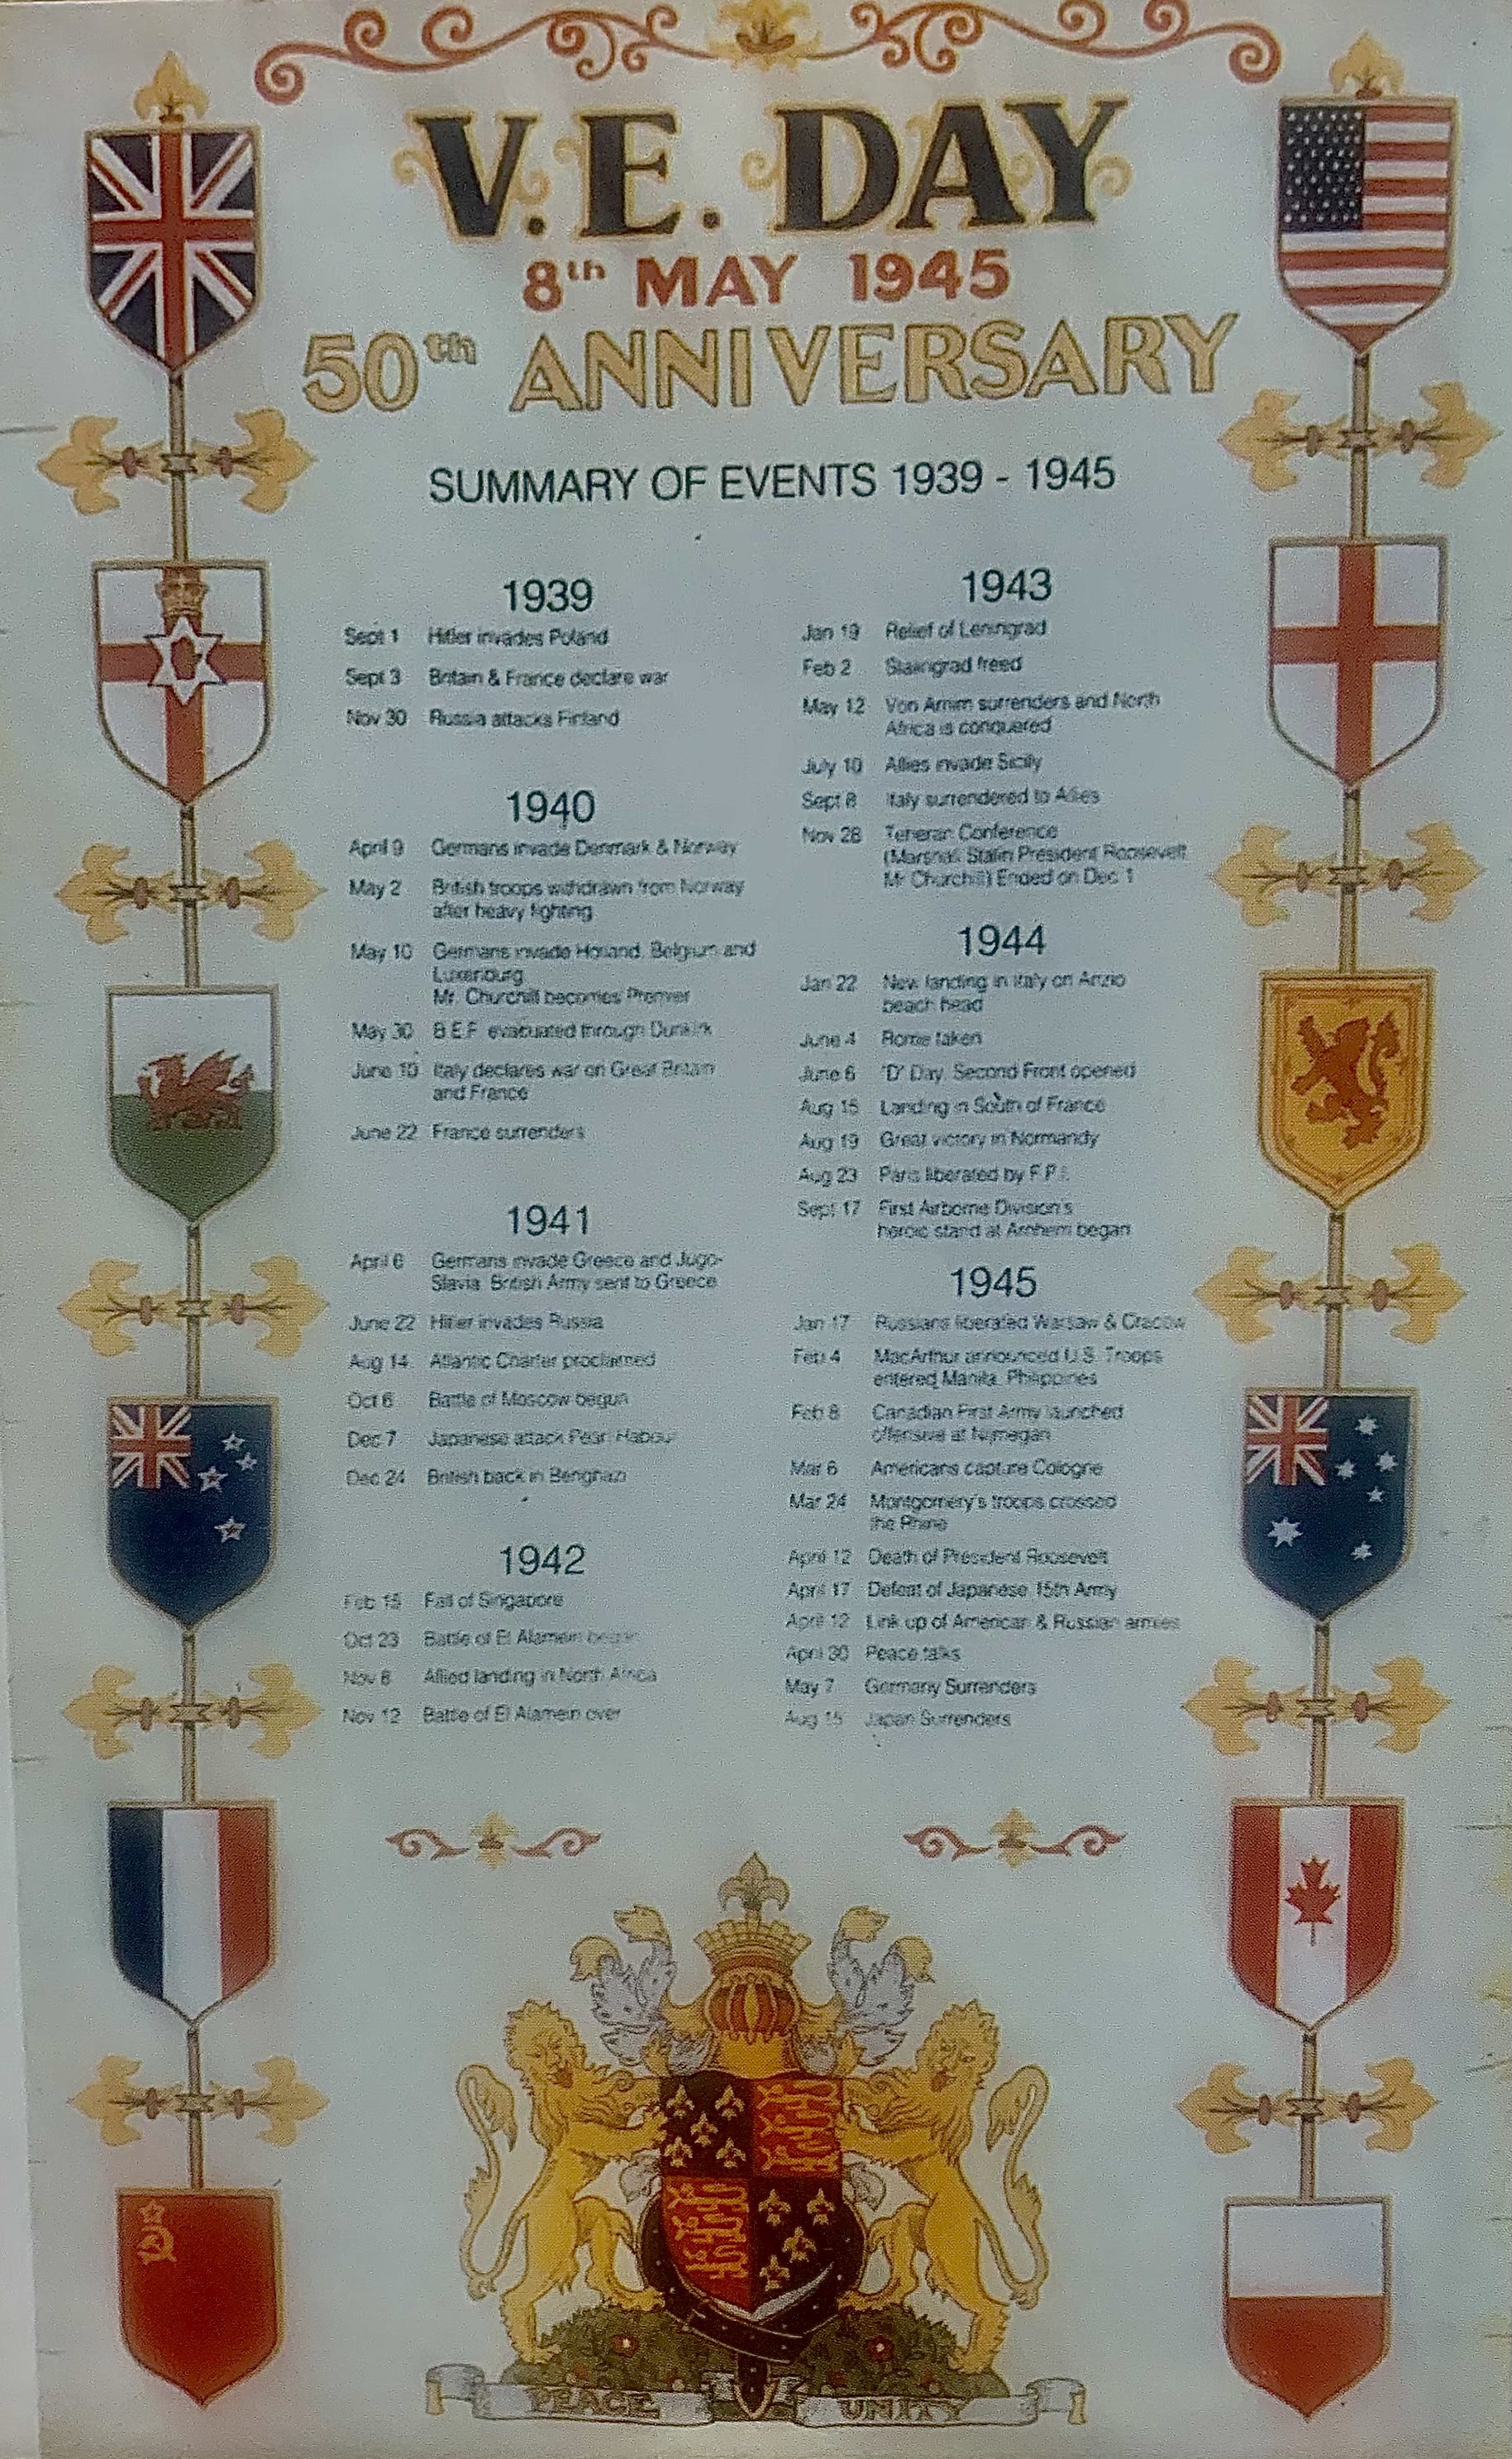 V.E. DAY
8th MAY 1945
50th ANNIVERSARY
SUMMARY OF EVENTS 1939 - 1945
1939
Sept 1 Hitler invades Poland
Sept 3 Britain & France declare war
Nov 30 Russia attacks Finland
1940
April 9 Germans invade Denmark & Norway
May 2 British troops withdrawn from Norway
after heavy fighting
May 10 Germans invade Holland, Belgium and
Luxenburg
Mr. Churchill becomes Premier
May 30 B.E.F. evacuated through Dunkirk
June 10 Italy declares war on Great Britain
and France
June 22 France surrenders
1941
April 6 Germans invade Greece and Jugo-
Slavia. British Army sent to Greece
June 22 Hitler invades Russia
Aug 14 Atlantic Charter proclaimed
Oct 6 Battle of Moscow begun
Dec 7 Japanese attack Pearl Habour
Dec 24 British back in Benghazi
1942
Feb 15 Fall of Singapore
Oct 23 Battle of El Alamein began
Nov 8 Allied landing in North Africa
Nov 12 Battle of El Alamein over
1943
Jan 19 Relief of Leningrad
Feb 2 Stalingrad freed
May 12 Von Arnim surrenders and North
Africa is conquered
July 10 Allies invade Sicily
Sept 8 Italy surrendered to Allies
Nov 28 Teheran Conference
(Marshal Stalin President Roosevelt
Mr Churchill) Ended on Dec 1
1944
Jan 22 New landing in Italy on Anzio
beach head
June 4 Rome taken
June 6 'D' Day. Second Front opened
Aug 15 Landing in South of France
Aug 19 Great victory in Normandy
Aug 23 Paris liberated by F.F.I.
Sept 17 First Airborne Division's
heroic stand at Arnhem began
1945
Jan 17 Russians liberated Warsaw & Cracow
Feb 4 MacArthur announced U.S. Troops
entered Manila, Philippines
Feb 8 Canadian First Army launched
offensive at Nijmegan
Mar 6 Americans capture Cologne
Mar 24 Montgomery's troops crossed
the Rhine
April 12 Death of President Roosevelt
April 17 Defeat of Japanese 15th Army
April 12 Link up of American & Russian armies
April 30 Peace talks
May 7 Germany Surrenders
Aug 15 Japan Surrenders
PEACE UNITY